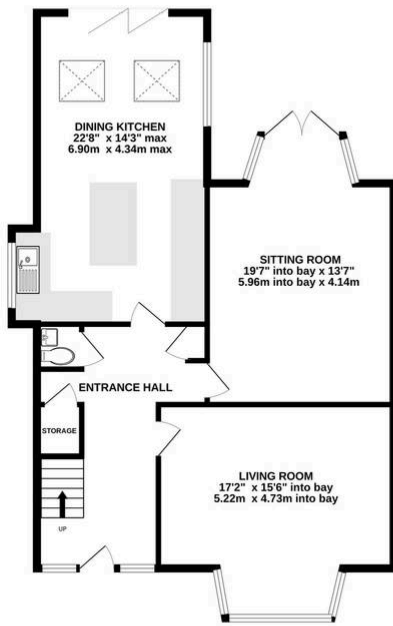 DINING KITCHEN
22'8" x 14'3" max
6.90m x 4.34m max
SITTING ROOM
19'7" into bay x 13'7"
5.96m into bay x 4.14m
ENTRANCE HALL
STORAGE
UP
LIVING ROOM
17'2" x 15'6" into bay
5.22m x 4.73m into bay